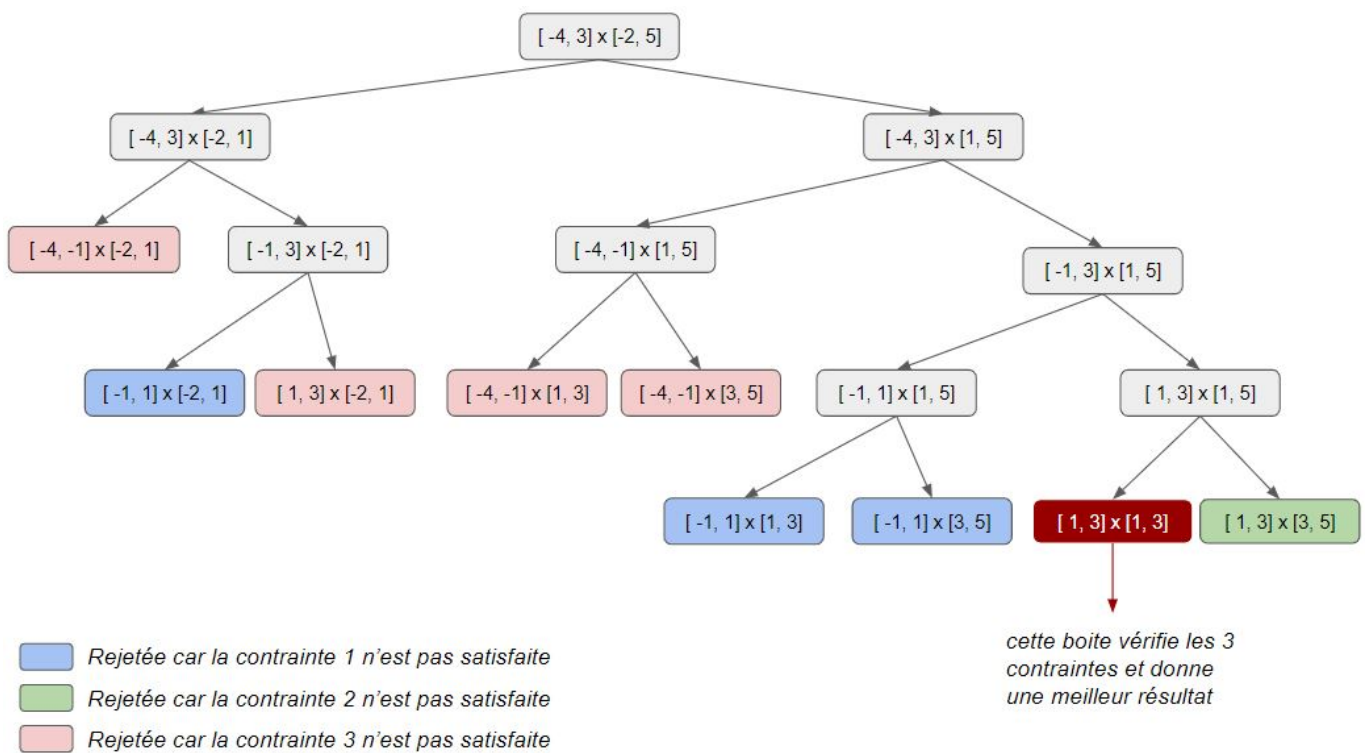 [ -4, 3] x [-2, 5]
[ -4, 3] x [-2, 1]
[ -4, 3] x [1, 5]
[ -4, -1] x [-2, 1]
[ -1, 3] x [-2, 1]
[ -4, -1] x [1, 5]
[ -1, 3] x [1, 5]
[ -1, 1] x [-2, 1]
[ 1, 3] x [-2, 1]
[-4, -1] x [1, 3]
[-4, -1] x [3, 5]
[ -1, 1] x [1, 5]
[ 1, 3] x [1, 5]
[ -1, 1] x [1, 3]
[ -1, 1] x [3, 5]
[ 1, 3] x [1, 3]
[ 1, 3] x [3, 5]
cette boite vérifie les 3
contraintes et donne
une meilleur résultat
Rejetée car la contrainte 1 n'est pas satisfaite
Rejetée car la contrainte 2 n'est pas satisfaite
Rejetée car la contrainte 3 n'est pas satisfaite